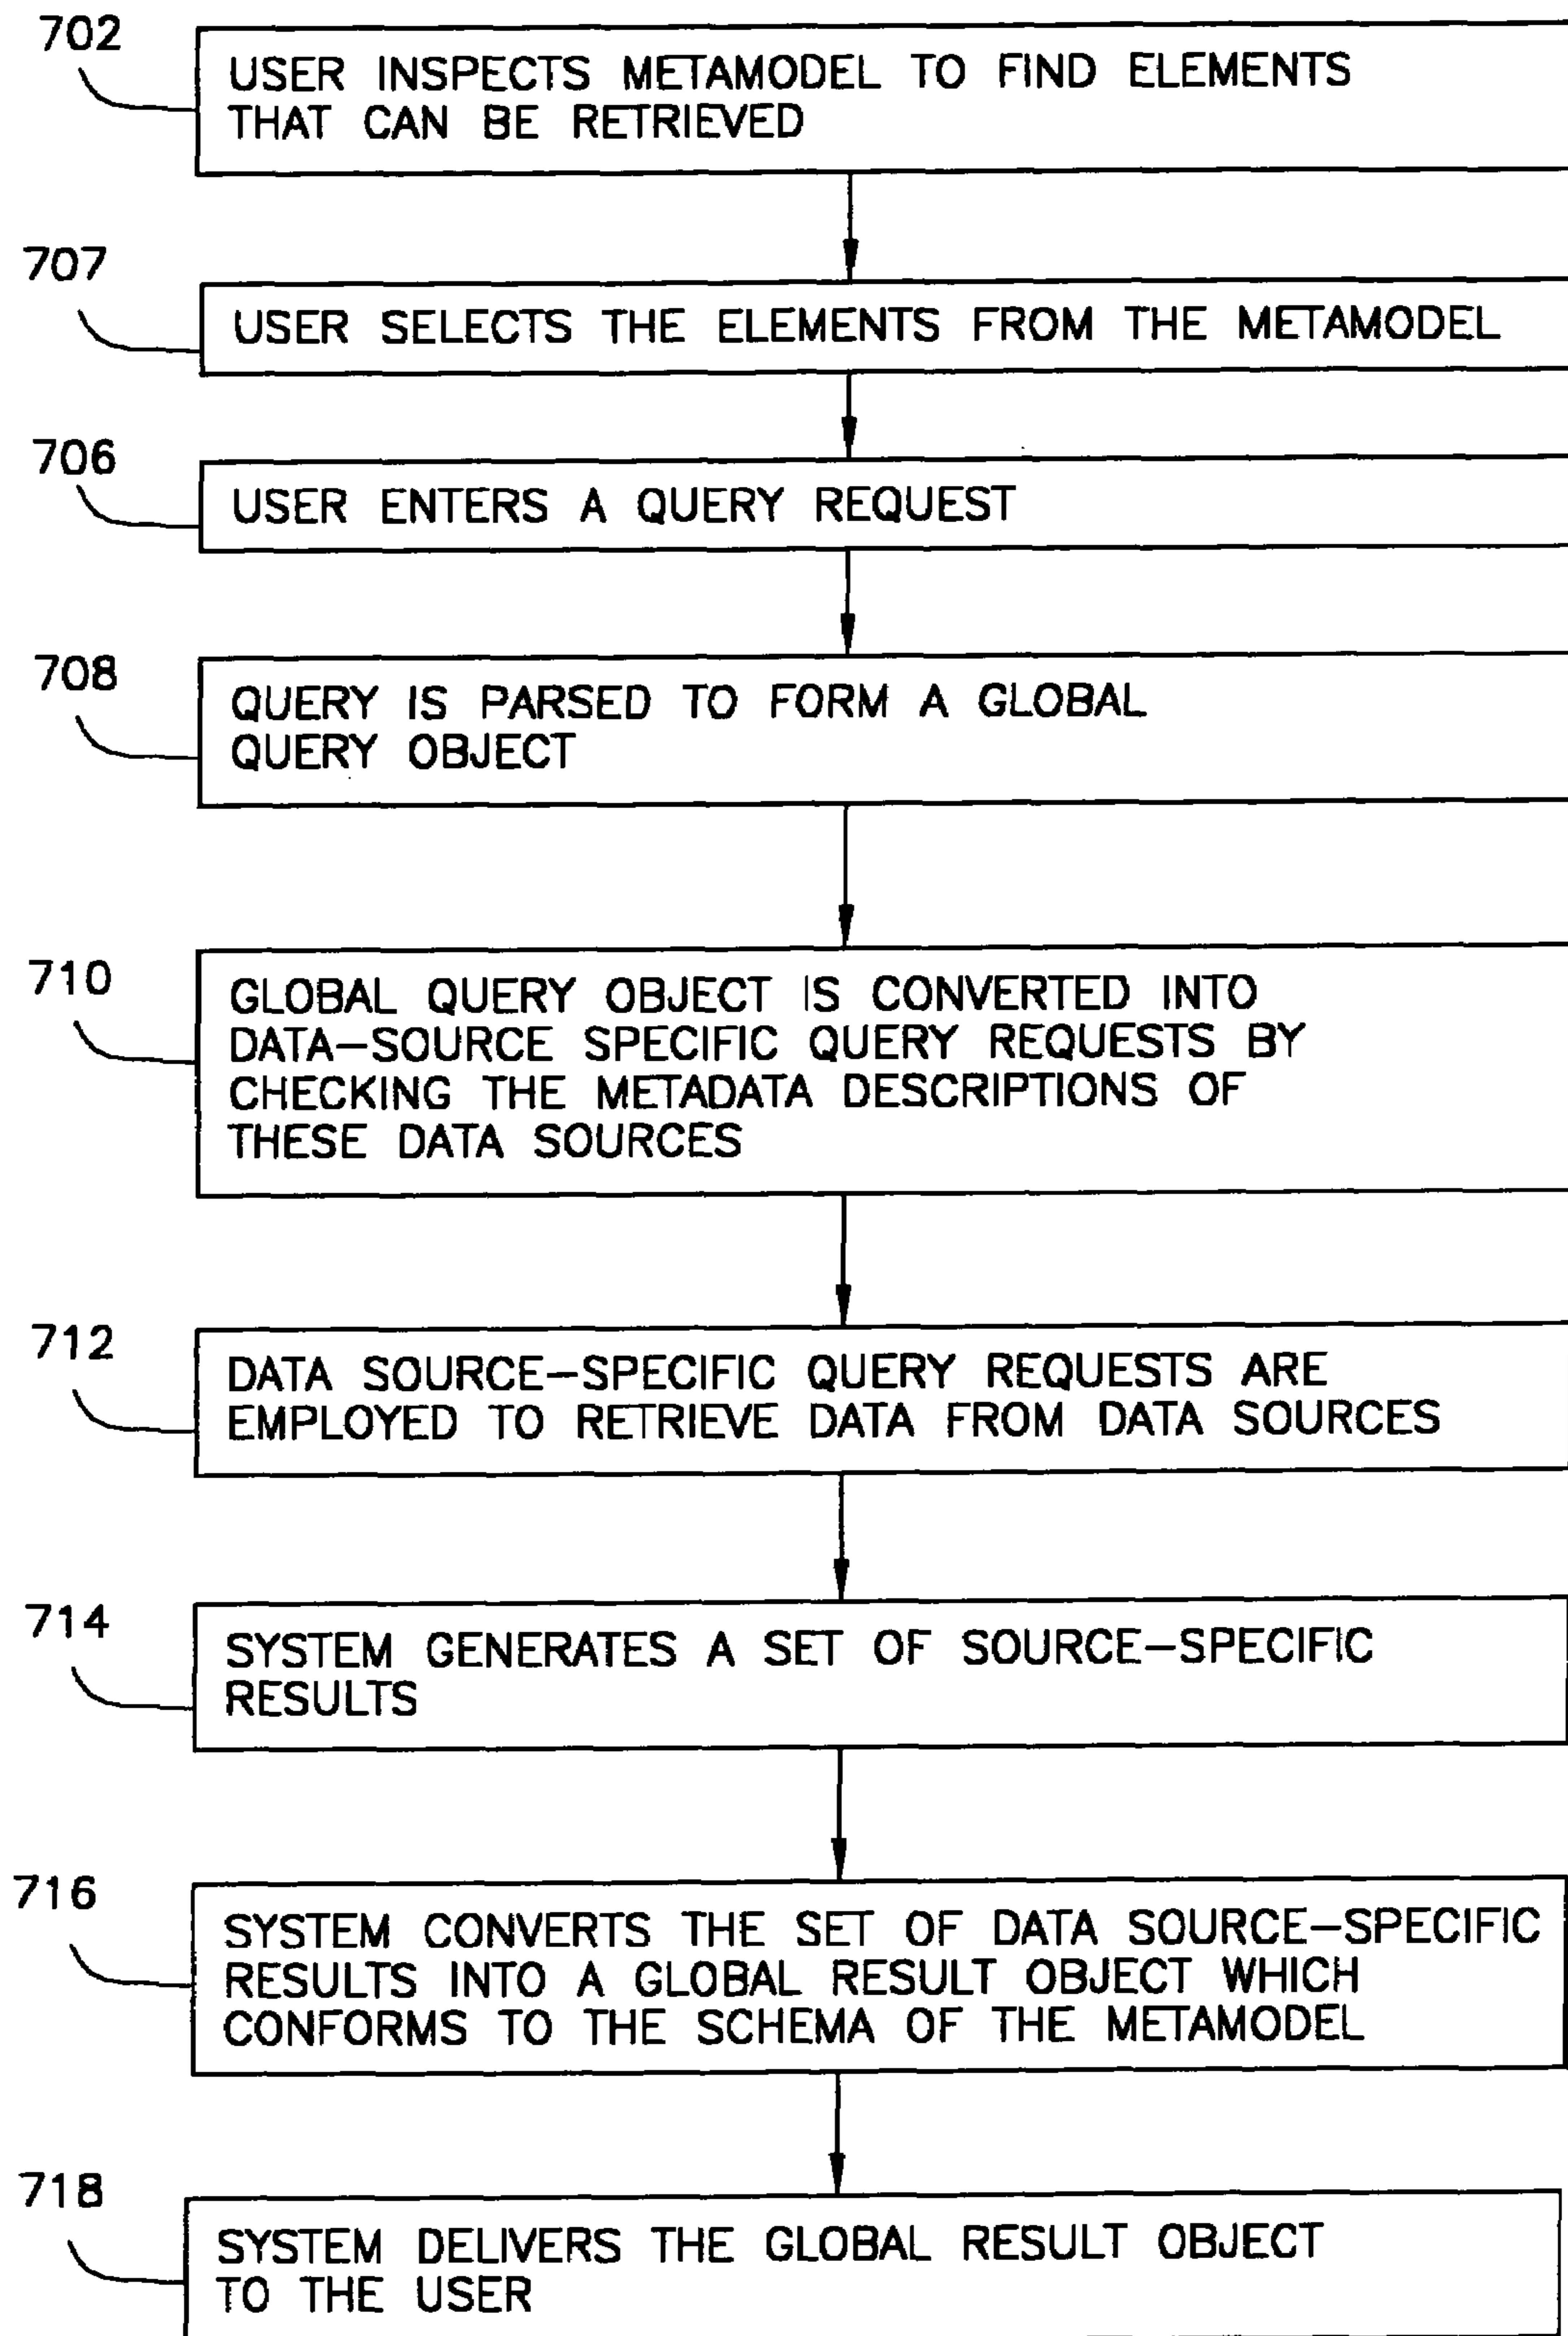 702
USER INSPECTS METAMODEL TO FIND ELEMENTS
THAT CAN BE RETRIEVED
707
USER SELECTS THE ELEMENTS FROM THE METAMODEL
706
USER ENTERS A QUERY REQUEST
708
QUERY IS PARSED TO FORM A GLOBAL
QUERY OBJECT
710
GLOBAL QUERY OBJECT IS CONVERTED INTO
DATA-SOURCE SPECIFIC QUERY REQUESTS BY
CHECKING THE METADATA DESCRIPTIONS OF
THESE DATA SOURCES
712
DATA SOURCE-SPECIFIC QUERY REQUESTS ARE
EMPLOYED TO RETRIEVE DATA FROM DATA SOURCES
714
SYSTEM GENERATES A SET OF SOURCE-SPECIFIC
RESULTS
716
SYSTEM CONVERTS THE SET OF DATA SOURCE-SPECIFIC
RESULTS INTO A GLOBAL RESULT OBJECT WHICH
CONFORMS TO THE SCHEMA OF THE METAMODEL
718
SYSTEM DELIVERS THE GLOBAL RESULT OBJECT
TO THE USER